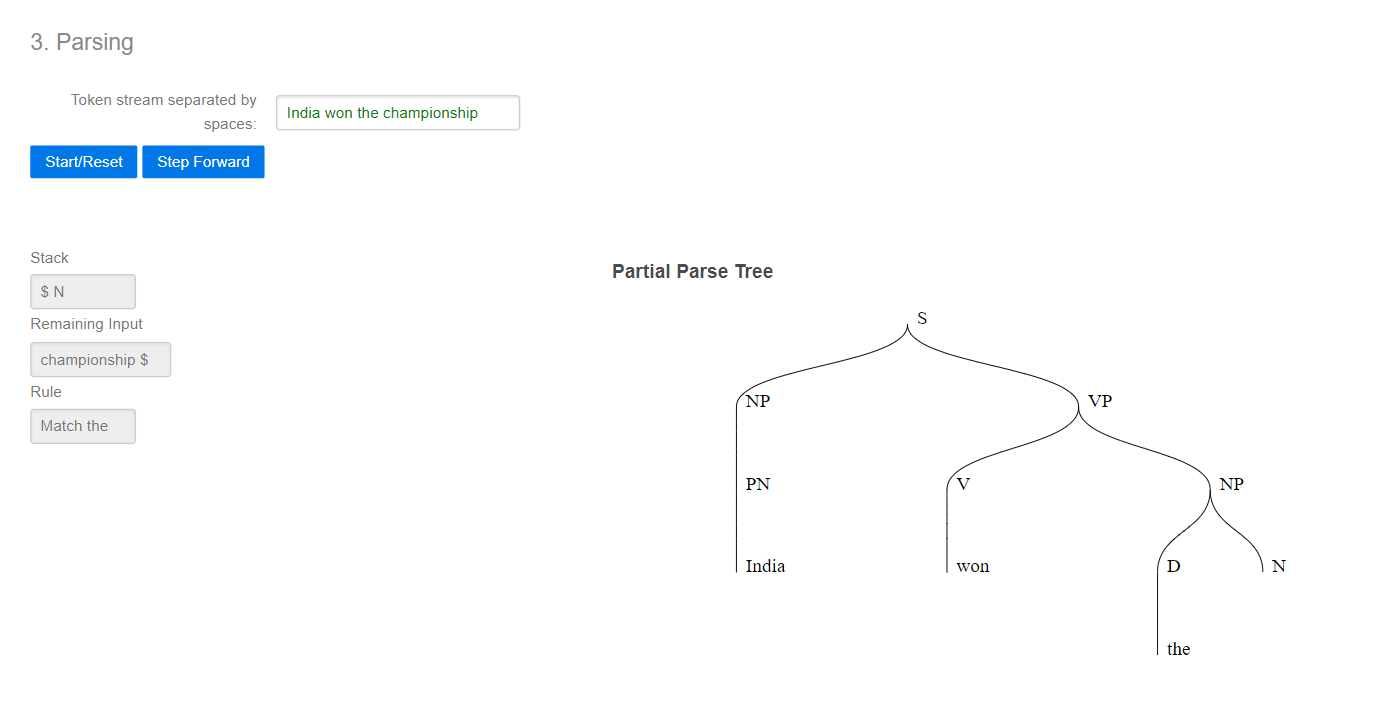 3. Parsing
Token stream separated by
spaces:
India won the championship
Start/Reset
Step Forward
Stack
$ N
Remaining Input
championship $
Rule
Match the
Partial Parse Tree
S
NP
VP
PN
V
NP
India
won
D
N
the